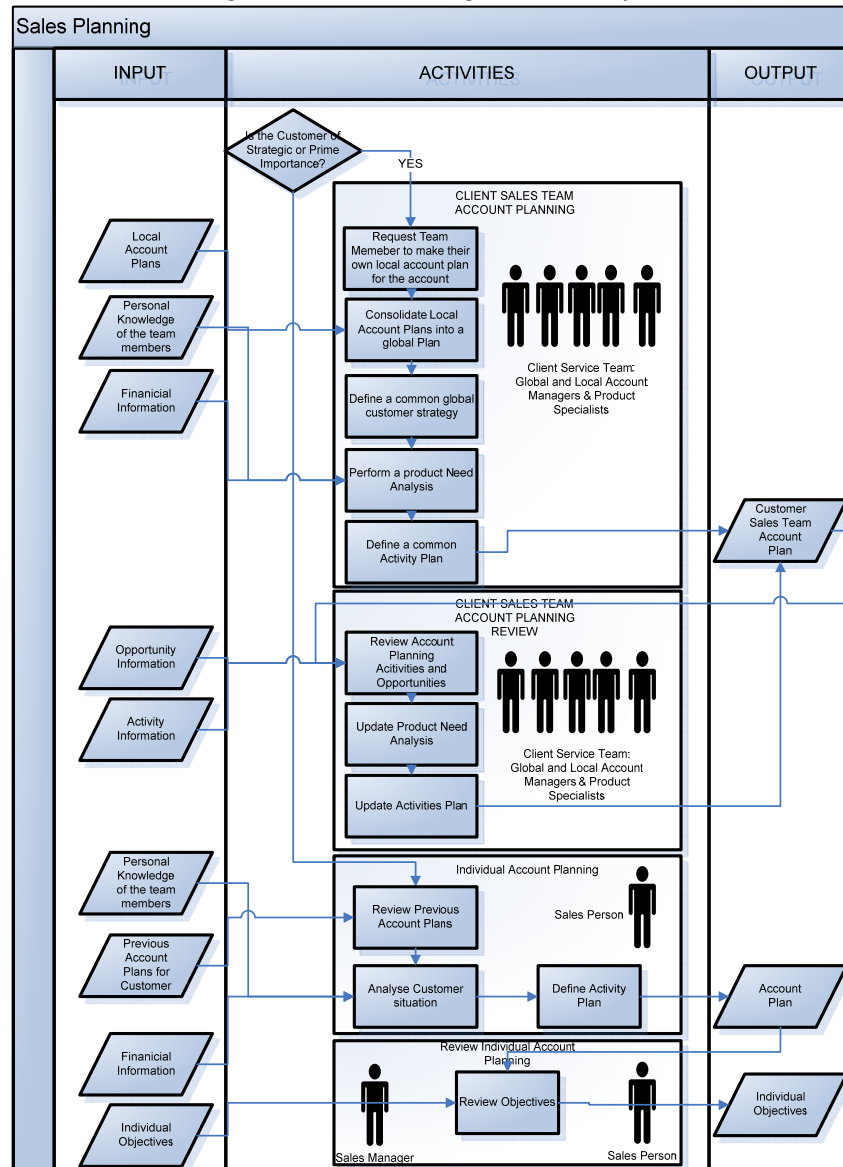 Sales Planning
INPUT
ACTIVITIES
OUTPUT
Is the Customer of
Strategic or Prime
Importance?
YES
CLIENT SALES TEAM
ACCOUNT PLANNING
Local
Account
Plans
Request Team
Memeber to make their
own local account plan
for the account
Personal
Knowledge
of the team
members
Consolidate Local
Account Plans into a
global Plan
Client Service Team:
Global and Local Account
Managers & Product
Specialists
Finanicial
Information
Define a common global
customer strategy
Perform a product Need
Analysis
Define a common
Activity Plan
Customer
Sales Team
Account
Plan
CLIENT SALES TEAM
ACCOUNT PLANNING
REVIEW
Opportunity
Information
Review Account
Planning
Acitivities and
Opportunities
Activity
Information
Update Product Need
Analysis
Client Service Team:
Global and Local Account
Managers & Product
Specialists
Update Activities Plan
Personal
Knowledge
of the team
members
Individual Account Planning
Review Previous
Account Plans
Sales Person
Previous
Account
Plans for
Customer
Analyse Customer
situation
Define Activity
Plan
Account
Plan
Finanicial
Information
Review Individual Account
Planning
Individual
Objectives
Review Objectives
Individual
Objectives
Sales Manager
Sales Person